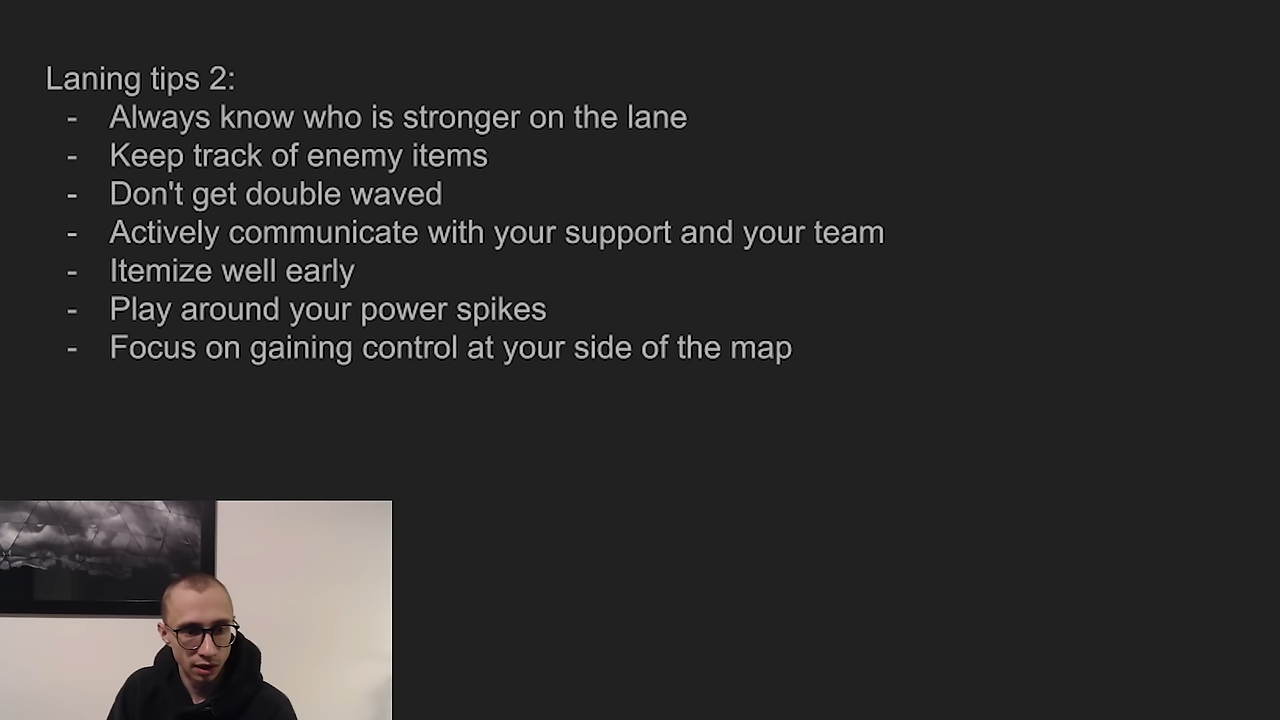 Laning tips 2:
- Always know who is stronger on the lane
- Keep track of enemy items
- Don't get double waved
- Actively communicate with your support and your team
- Itemize well early
- Play around your power spikes
- Focus on gaining control at your side of the map